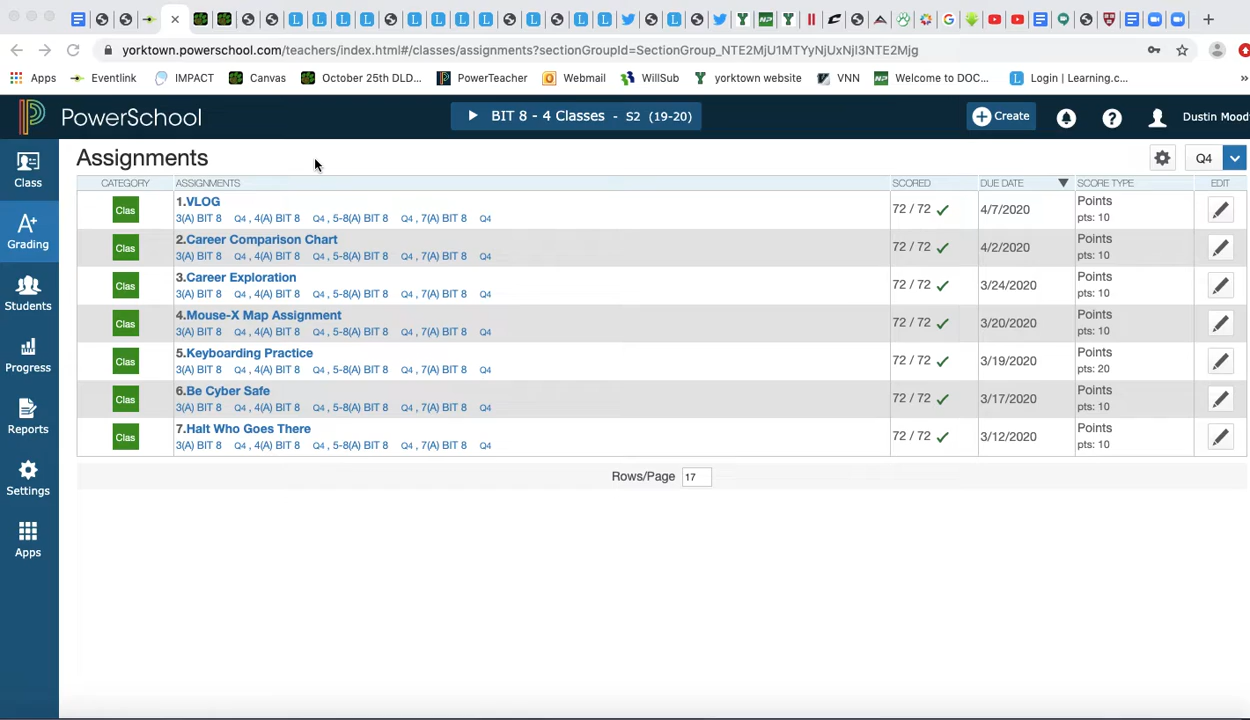 yorktown.powerschool.com/teachers/index.html#/classes/assignments?sectionGroupId=SectionGroup_NTE2MjU1MTYyNjUxNjI3NTE2Mjg
Apps Eventlink IMPACT Canvas October 25th DLD... PowerTeacher Webmail WillSub yorktown website VNN Welcome to DOC... Login | Learning.c... »
PowerSchool
BIT 8 - 4 Classes - S2 (19-20)
Create
Dustin Mood
Class
Grading
Students
Progress
Reports
Settings
Apps
Assignments
Q4
CATEGORY ASSIGNMENTS SCORED DUE DATE SCORE TYPE EDIT
Clas 1.VLOG 72 / 72 4/7/2020 Points
3(A) BIT 8 Q4 , 4(A) BIT 8 Q4 , 5-8(A) BIT 8 Q4 , 7(A) BIT 8 Q4 pts: 10
Clas 2.Career Comparison Chart 72 / 72 4/2/2020 Points
3(A) BIT 8 Q4 , 4(A) BIT 8 Q4 , 5-8(A) BIT 8 Q4 , 7(A) BIT 8 Q4 pts: 10
Clas 3.Career Exploration 72 / 72 3/24/2020 Points
3(A) BIT 8 Q4 , 4(A) BIT 8 Q4 , 5-8(A) BIT 8 Q4 , 7(A) BIT 8 Q4 pts: 10
Clas 4.Mouse-X Map Assignment 72 / 72 3/20/2020 Points
3(A) BIT 8 Q4 , 4(A) BIT 8 Q4 , 5-8(A) BIT 8 Q4 , 7(A) BIT 8 Q4 pts: 10
Clas 5.Keyboarding Practice 72 / 72 3/19/2020 Points
3(A) BIT 8 Q4 , 4(A) BIT 8 Q4 , 5-8(A) BIT 8 Q4 , 7(A) BIT 8 Q4 pts: 20
Clas 6.Be Cyber Safe 72 / 72 3/17/2020 Points
3(A) BIT 8 Q4 , 4(A) BIT 8 Q4 , 5-8(A) BIT 8 Q4 , 7(A) BIT 8 Q4 pts: 10
Clas 7.Halt Who Goes There 72 / 72 3/12/2020 Points
3(A) BIT 8 Q4 , 4(A) BIT 8 Q4 , 5-8(A) BIT 8 Q4 , 7(A) BIT 8 Q4 pts: 10
Rows/Page 17